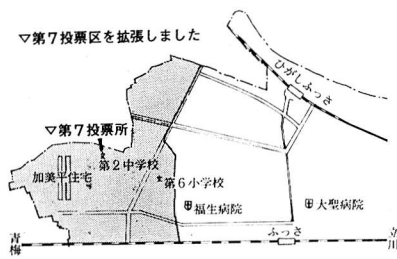 ▽第7投票区を拡張しました
ひがしふっさ
▽第7投票所
第2中学校
加美平住宅
第6小学校
福生病院
大聖病院
ふっさ
青梅
立川